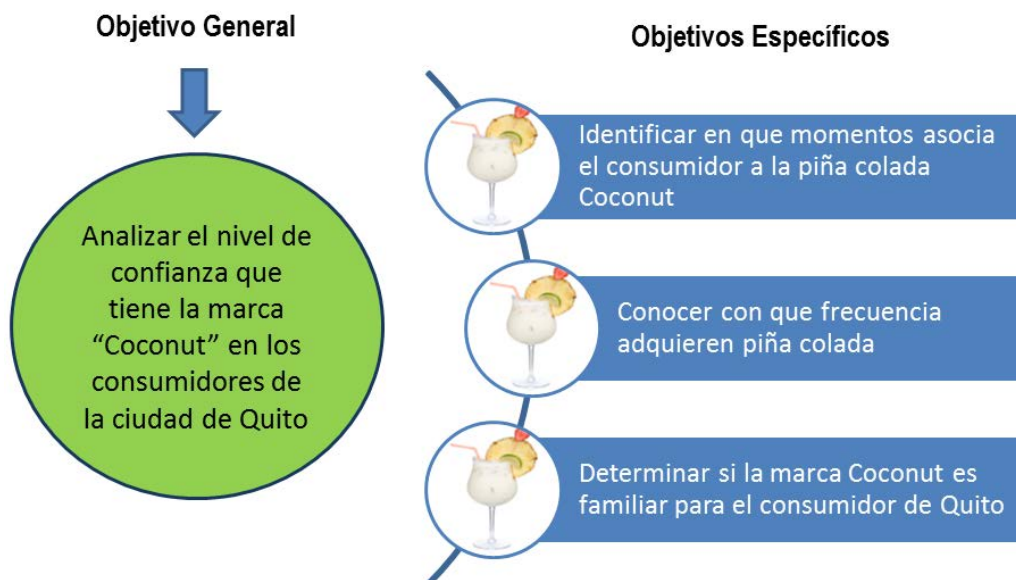 Objetivo General
Analizar el nivel de
confianza que
tiene la marca
“Coconut” en los
consumidores de
la ciudad de Quito
Objetivos Específicos
Identificar en que momentos asocia
el consumidor a la piña colada
Coconut
Conocer con que frecuencia
adquieren piña colada
Determinar si la marca Coconut es
familiar para el consumidor de Quito